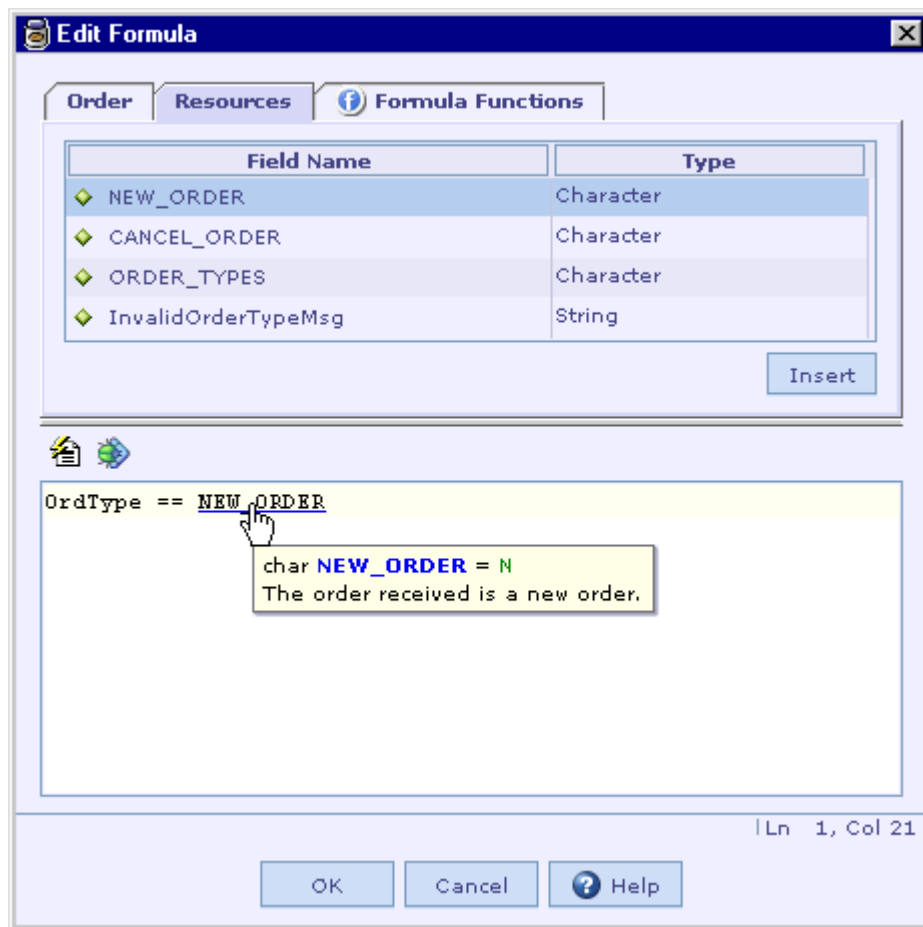 Edit Formula
Order Resources Formula Functions
Field Name Type
NEW_ORDER Character
CANCEL_ORDER Character
ORDER_TYPES Character
InvalidOrderTypeMsg String
Insert
OrdType == NEW_ORDER
char NEW_ORDER = N
The order received is a new order.
Ln 1, Col 21
OK Cancel Help